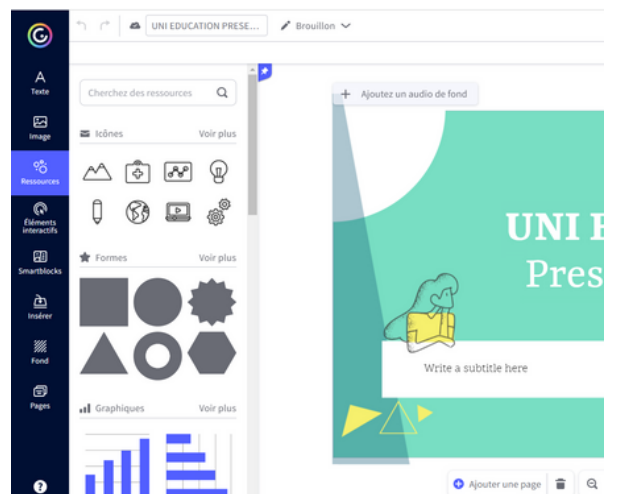 UNI EDUCATION PRESE...
Brouillon
Texte
Image
Ressources
Éléments
interactifs
Smartblocks
Insérer
Fond
Pages
Cherchez des ressources
Icônes Voir plus
Formes Voir plus
Graphiques Voir plus
Ajoutez un audio de fond
UNI E
Pres
Write a subtitle here
Ajouter une page